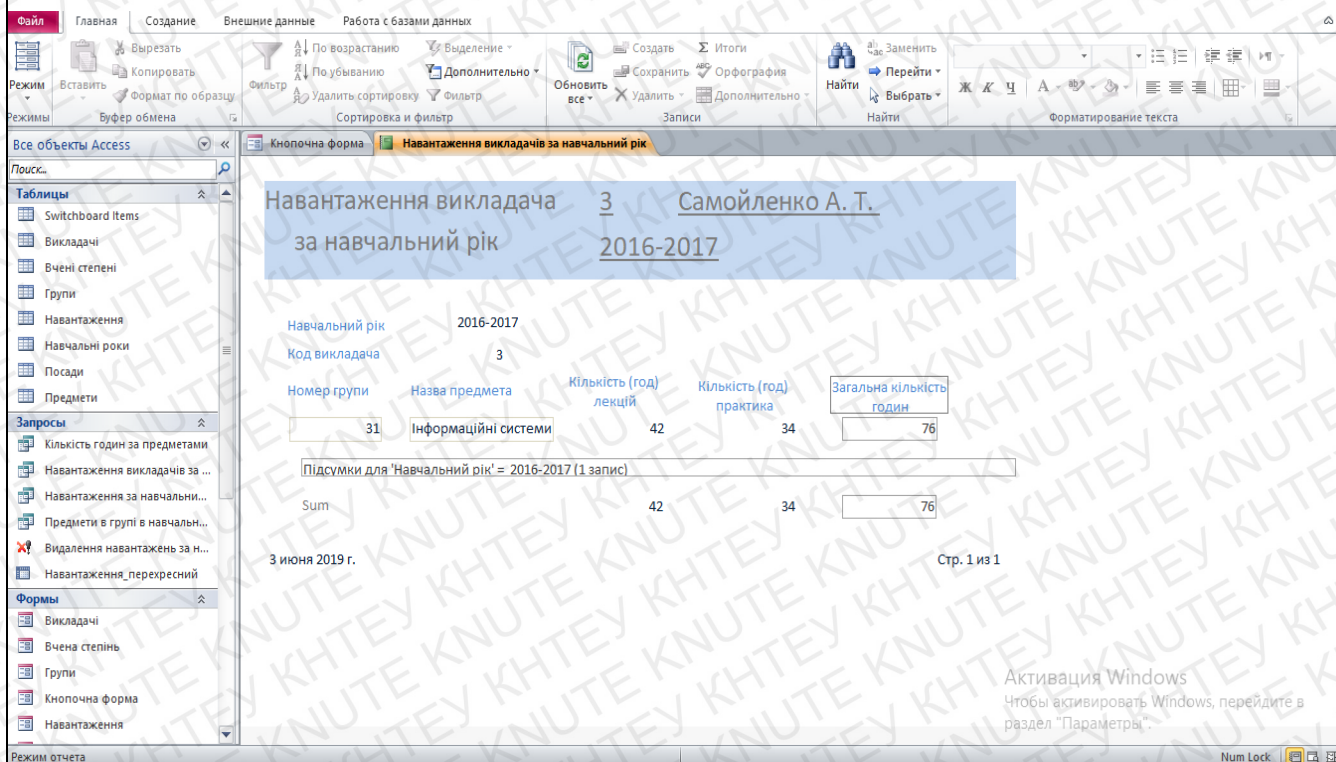 Файл Главная Создание Внешние данные Работа с базами данных
Режим
Режимы
Вставить
Вырезать
Копировать
Формат по образцу
Буфер обмена
Фильтр
По возрастанию
По убыванию
Удалить сортировку
Выделение
Дополнительно
Фильтр
Сортировка и фильтр
Обновить все
Создать
Сохранить
Удалить
Итоги
Орфография
Дополнительно
Записи
Найти
Заменить
Перейти
Выбрать
Найти
Ж К Ч А
Форматирование текста
Все объекты Access
Поиск...
Таблицы
Switchboard Items
Викладачі
Вчені степені
Групи
Навантаження
Навчальні роки
Посади
Предмети
Запросы
Кількість годин за предметами
Навантаження викладачів за ...
Навантаження за навчальни...
Предмети в групі в навчальн...
Видалення навантажень за н...
Навантаження_перехресний
Формы
Викладачі
Вчена степінь
Групи
Кнопочна форма
Навантаження
Кнопочна форма Навантаження викладачів за навчальний рік
Навантаження викладача 3 Самойленко А. Т.
за навчальний рік 2016-2017
Навчальний рік 2016-2017
Код викладача 3
Номер групи Назва предмета Кількість (год) лекцій Кількість (год) практика Загальна кількість годин
31 Інформаційні системи 42 34 76
Підсумки для 'Навчальний рік' = 2016-2017 (1 запис)
Sum 42 34 76
3 июня 2019 г. Стр. 1 из 1
Активация Windows
Чтобы активировать Windows, перейдите в
раздел "Параметры".
Режим отчета Num Lock
KHTEY KNUTE